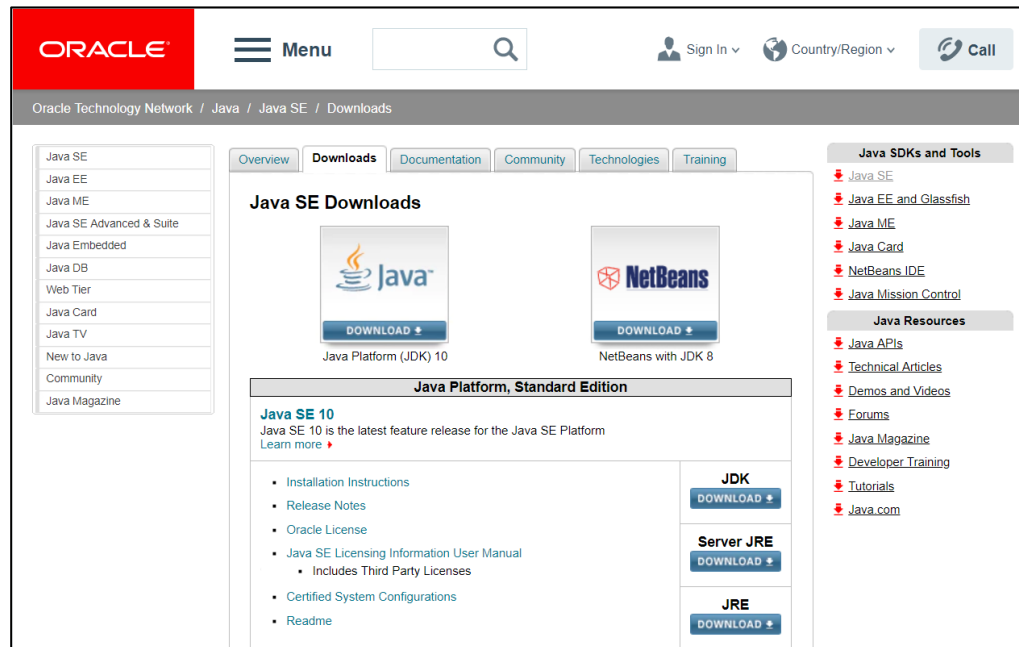 ORACLE
Menu
Sign In
Country/Region
Call
Oracle Technology Network / Java / Java SE / Downloads
Java SE
Java EE
Java ME
Java SE Advanced & Suite
Java Embedded
Java DB
Web Tier
Java Card
Java TV
New to Java
Community
Java Magazine
Overview
Downloads
Documentation
Community
Technologies
Training
Java SE Downloads
Java
DOWNLOAD
Java Platform (JDK) 10
NetBeans
DOWNLOAD
NetBeans with JDK 8
Java Platform, Standard Edition
Java SE 10
Java SE 10 is the latest feature release for the Java SE Platform
Learn more
Installation Instructions
Release Notes
Oracle License
Java SE Licensing Information User Manual
Includes Third Party Licenses
Certified System Configurations
Readme
JDK
DOWNLOAD
Server JRE
DOWNLOAD
JRE
DOWNLOAD
Java SDKs and Tools
Java SE
Java EE and Glassfish
Java ME
Java Card
NetBeans IDE
Java Mission Control
Java Resources
Java APIs
Technical Articles
Demos and Videos
Forums
Java Magazine
Developer Training
Tutorials
Java.com